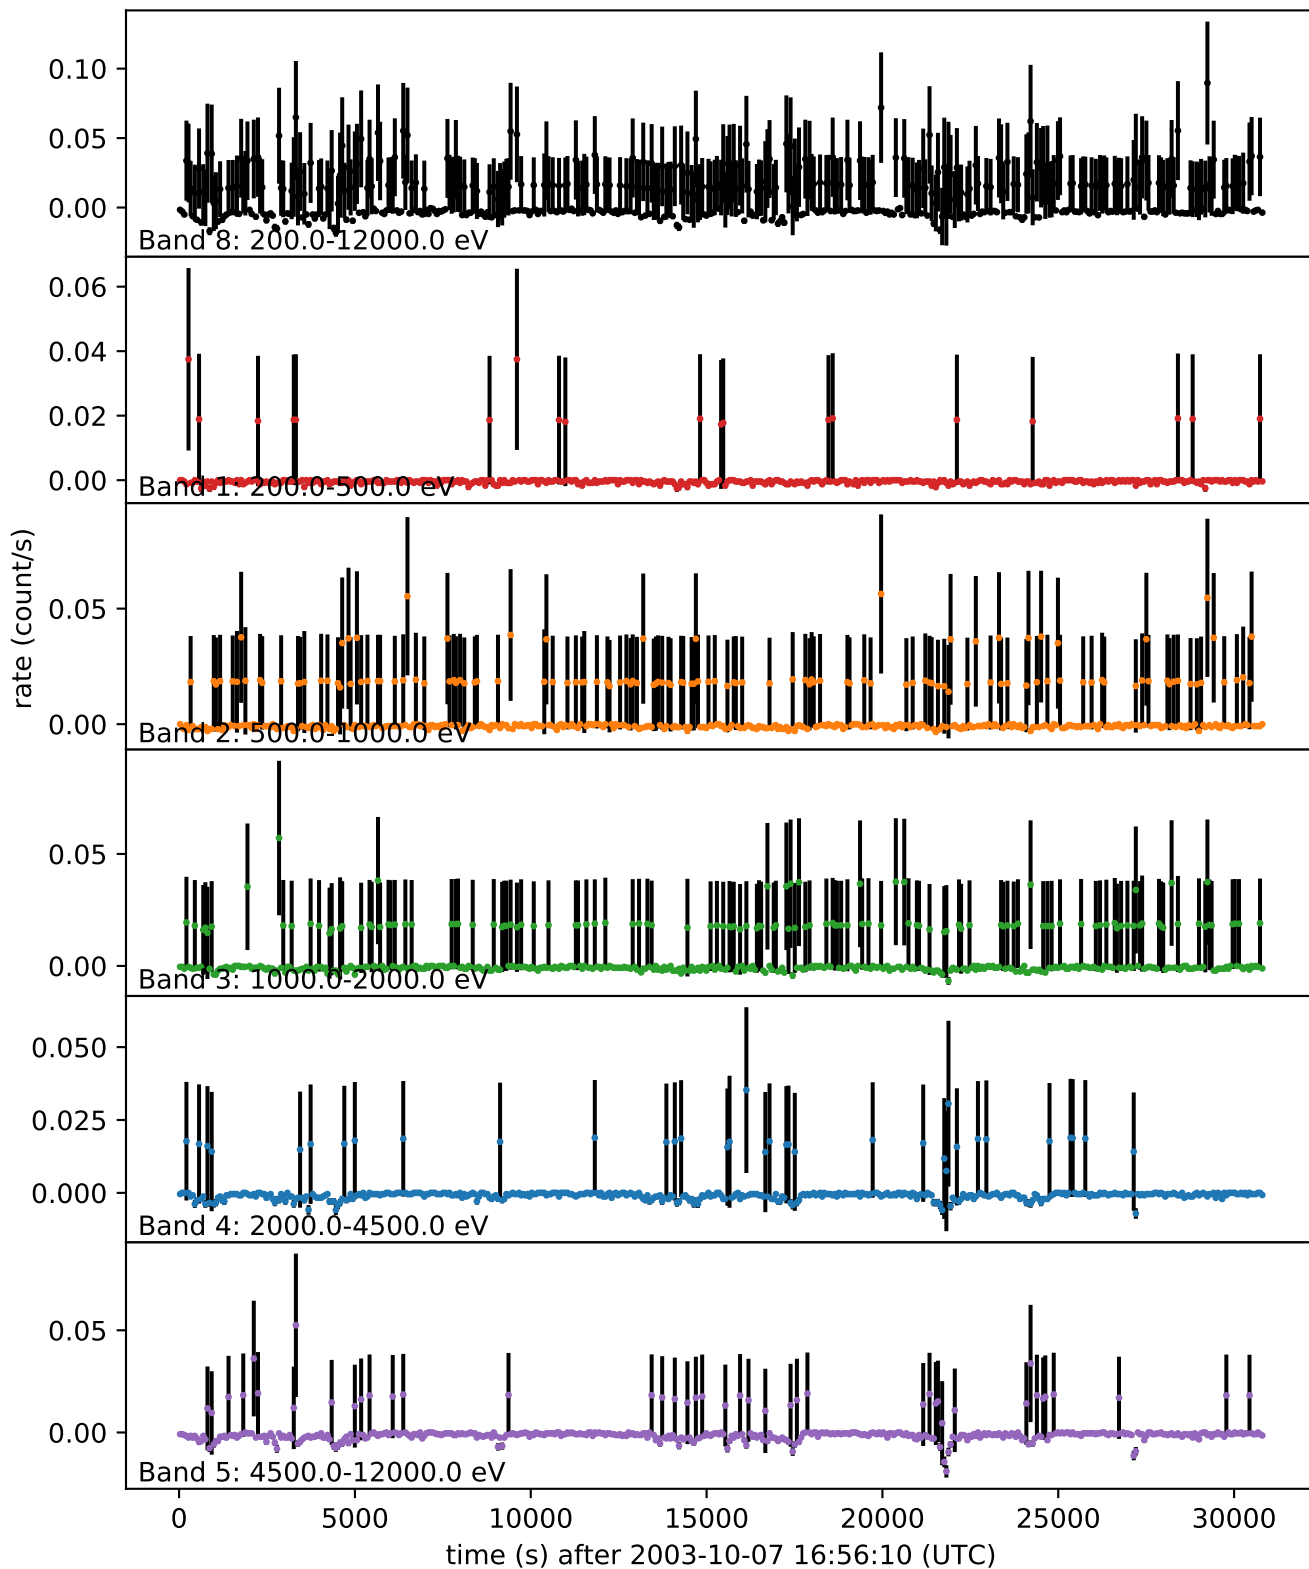 0.10
0.05
0.00
Band 8: 200.0-12000.0 eV
0.06
0.04
0.02
0.00
Band 1: 200.0-500.0 eV
rate (count/s)
0.05
0.00
Band 2: 500.0-1000.0 eV
0.05
0.00
Band 3: 1000.0-2000.0 eV
0.050
0.025
0.000
Band 4: 2000.0-4500.0 eV
0.05
0.00
Band 5: 4500.0-12000.0 eV
0 5000 10000 15000 20000 25000 30000
time (s) after 2003-10-07 16:56:10 (UTC)